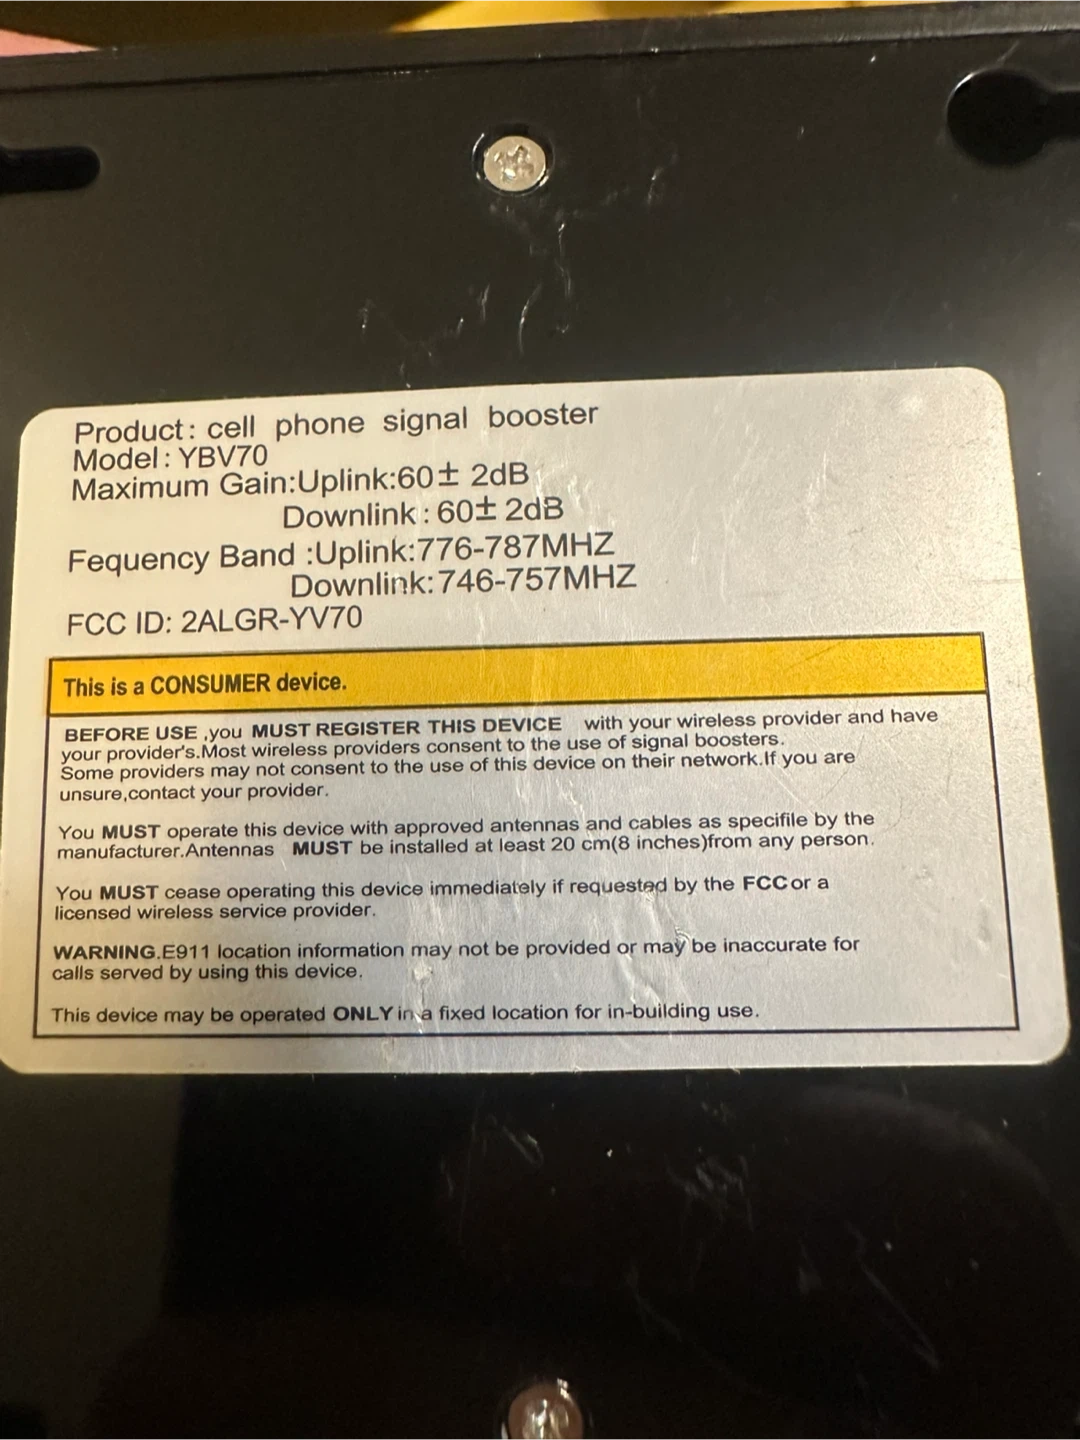 Product: cell phone signal booster
Model: YBV70
Maximum Gain:Uplink:60± 2dB
Downlink: 60± 2dB
Fequency Band :Uplink:776-787MHZ
Downlink:746-757MHZ
FCC ID: 2ALGR-YV70
This is a CONSUMER device.
BEFORE USE ,you MUST REGISTER THIS DEVICE with your wireless provider and have
your provider's.Most wireless providers consent to the use of signal boosters.
Some providers may not consent to the use of this device on their network.If you are
unsure,contact your provider.
You MUST operate this device with approved antennas and cables as specifile by the
manufacturer.Antennas MUST be installed at least 20 cm(8 inches)from any person.
You MUST cease operating this device immediately if requested by the FCC or a
licensed wireless service provider.
WARNING.E911 location information may not be provided or may be inaccurate for
calls served by using this device.
This device may be operated ONLY in a fixed location for in-building use.